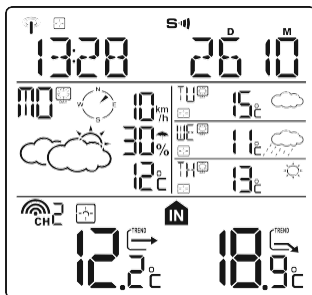 S
D M
13:28 26 10
MO N E S W 10 km/h
30 %
12 °C
TU 15 °C
WE 11 °C
TH 13 °C
CH 2 IN
TREND TREND
12.2 °C 18.9 °C